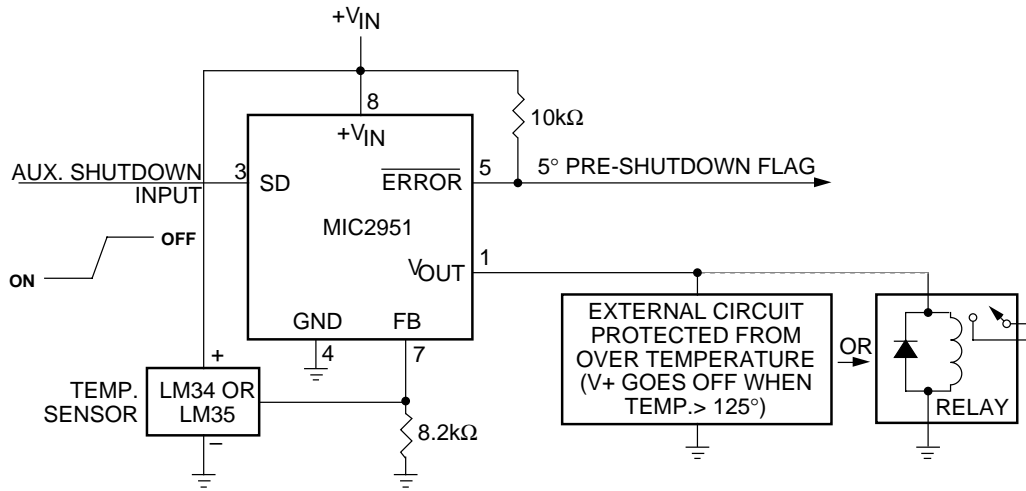 +VIN
8
+VIN
10kΩ
AUX. SHUTDOWN
INPUT
3
SD
ERROR
5
5° PRE-SHUTDOWN FLAG
MIC2951
OFF
ON
VOUT
1
GND
FB
4
7
EXTERNAL CIRCUIT
PROTECTED FROM
OVER TEMPERATURE
(V+ GOES OFF WHEN
TEMP.> 125°)
OR
RELAY
TEMP.
SENSOR
+
LM34 OR
LM35
–
8.2kΩ